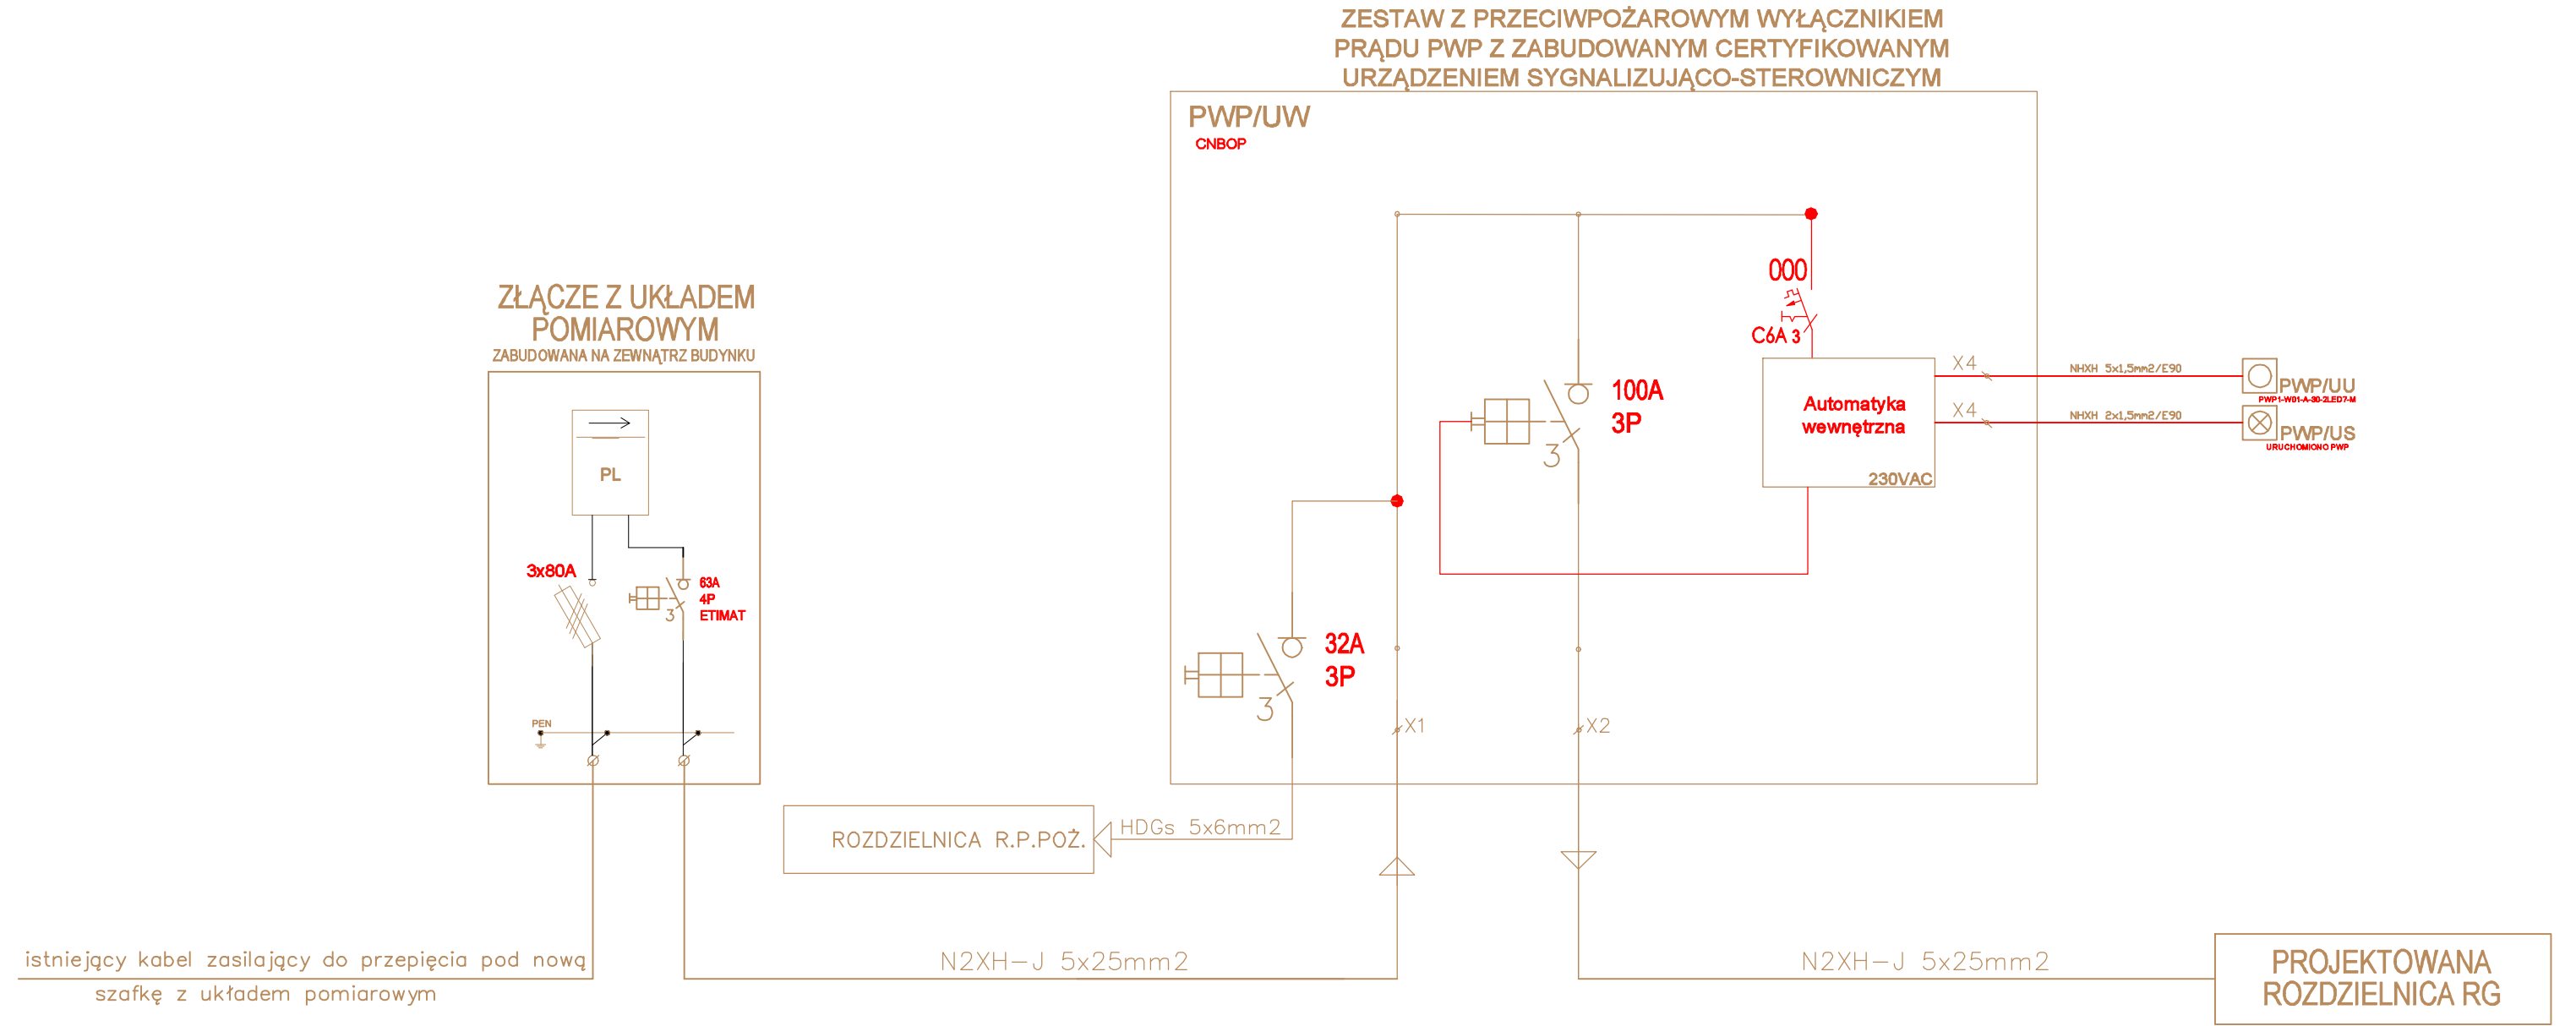 ZESTAW Z PRZECIWPOŻAROWYM WYŁĄCZNIKIEM
PRĄDU PWP Z ZABUDOWANYM CERTYFIKOWANYM
URZĄDZENIEM SYGNALIZUJĄCO-STEROWNICZYM
PWP/UW
CNBOP
ZŁĄCZE Z UKŁADEM
POMIAROWYM
ZABUDOWANA NA ZEWNĄTRZ BUDYNKU
PL
3x80A
63A
4P
ETIMAT
3
PEN
000
C6A 3
100A
3P
3
Automatyka
wewnętrzna
230VAC
X4
NHXH 5x1,5mm2/E90
PWP/UU
PWP1-W01-A-30-2LED7-M
X4
NHXH 2x1,5mm2/E90
PWP/US
URUCHOMIONO PWP
32A
3P
3
X1
X2
ROZDZIELNICA R.P.POŻ.
HDGs 5x6mm2
istniejący kabel zasilający do przepięcia pod nową
szafkę z układem pomiarowym
N2XH-J 5x25mm2
N2XH-J 5x25mm2
PROJEKTOWANA
ROZDZIELNICA RG